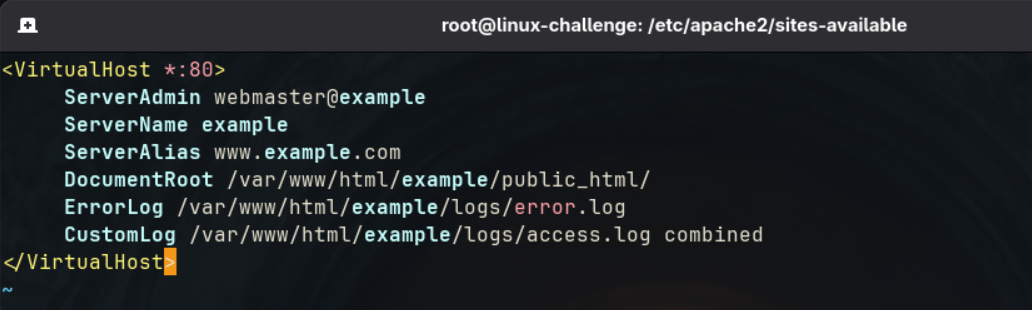 root@linux-challenge: /etc/apache2/sites-available
<VirtualHost *:80>
ServerAdmin webmaster@example
ServerName example
ServerAlias www.example.com
DocumentRoot /var/www/html/example/public_html/
ErrorLog /var/www/html/example/logs/error.log
CustomLog /var/www/html/example/logs/access.log combined
</VirtualHost>
~